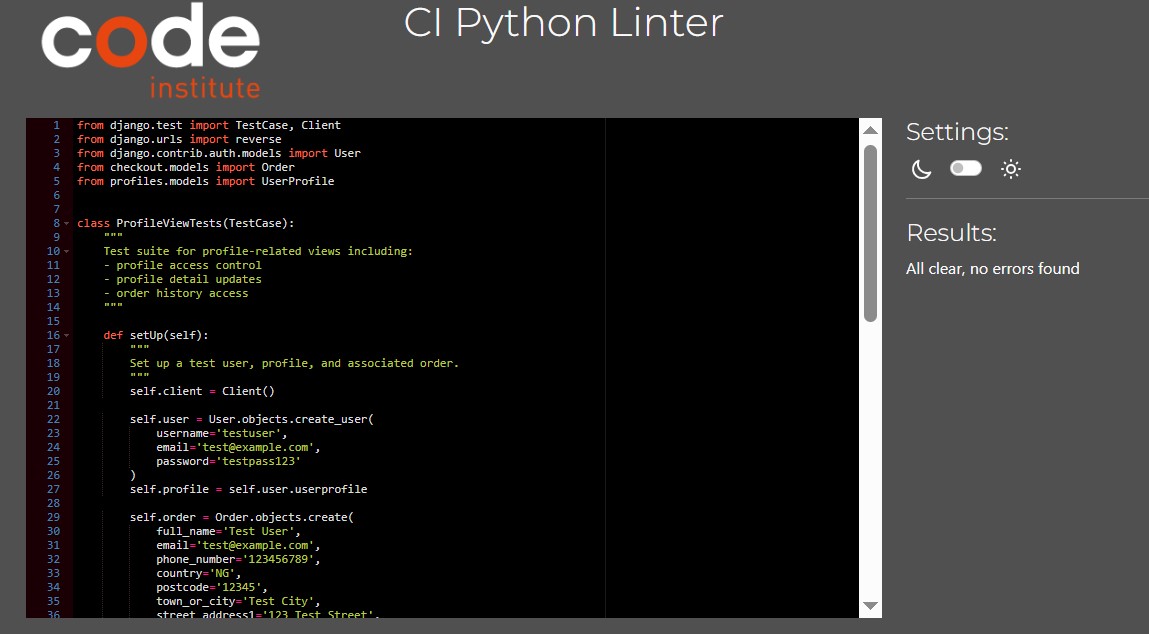 code
institute
CI Python Linter
1 from django.test import TestCase, Client
2 from django.urls import reverse
3 from django.contrib.auth.models import User
4 from checkout.models import Order
5 from profiles.models import UserProfile
6
7
8 class ProfileViewTests(TestCase):
9     """
10     Test suite for profile-related views including:
11     - profile access control
12     - profile detail updates
13     - order history access
14     """
15
16     def setUp(self):
17         """
18         Set up a test user, profile, and associated order.
19         """
20         self.client = Client()
21
22         self.user = User.objects.create_user(
23             username='testuser',
24             email='test@example.com',
25             password='testpass123'
26         )
27         self.profile = self.user.userprofile
28
29         self.order = Order.objects.create(
30             full_name='Test User',
31             email='test@example.com',
32             phone_number='123456789',
33             country='NG',
34             postcode='12345',
35             town_or_city='Test City',
36             street_address1='123 Test Street',
Settings:
Results:
All clear, no errors found